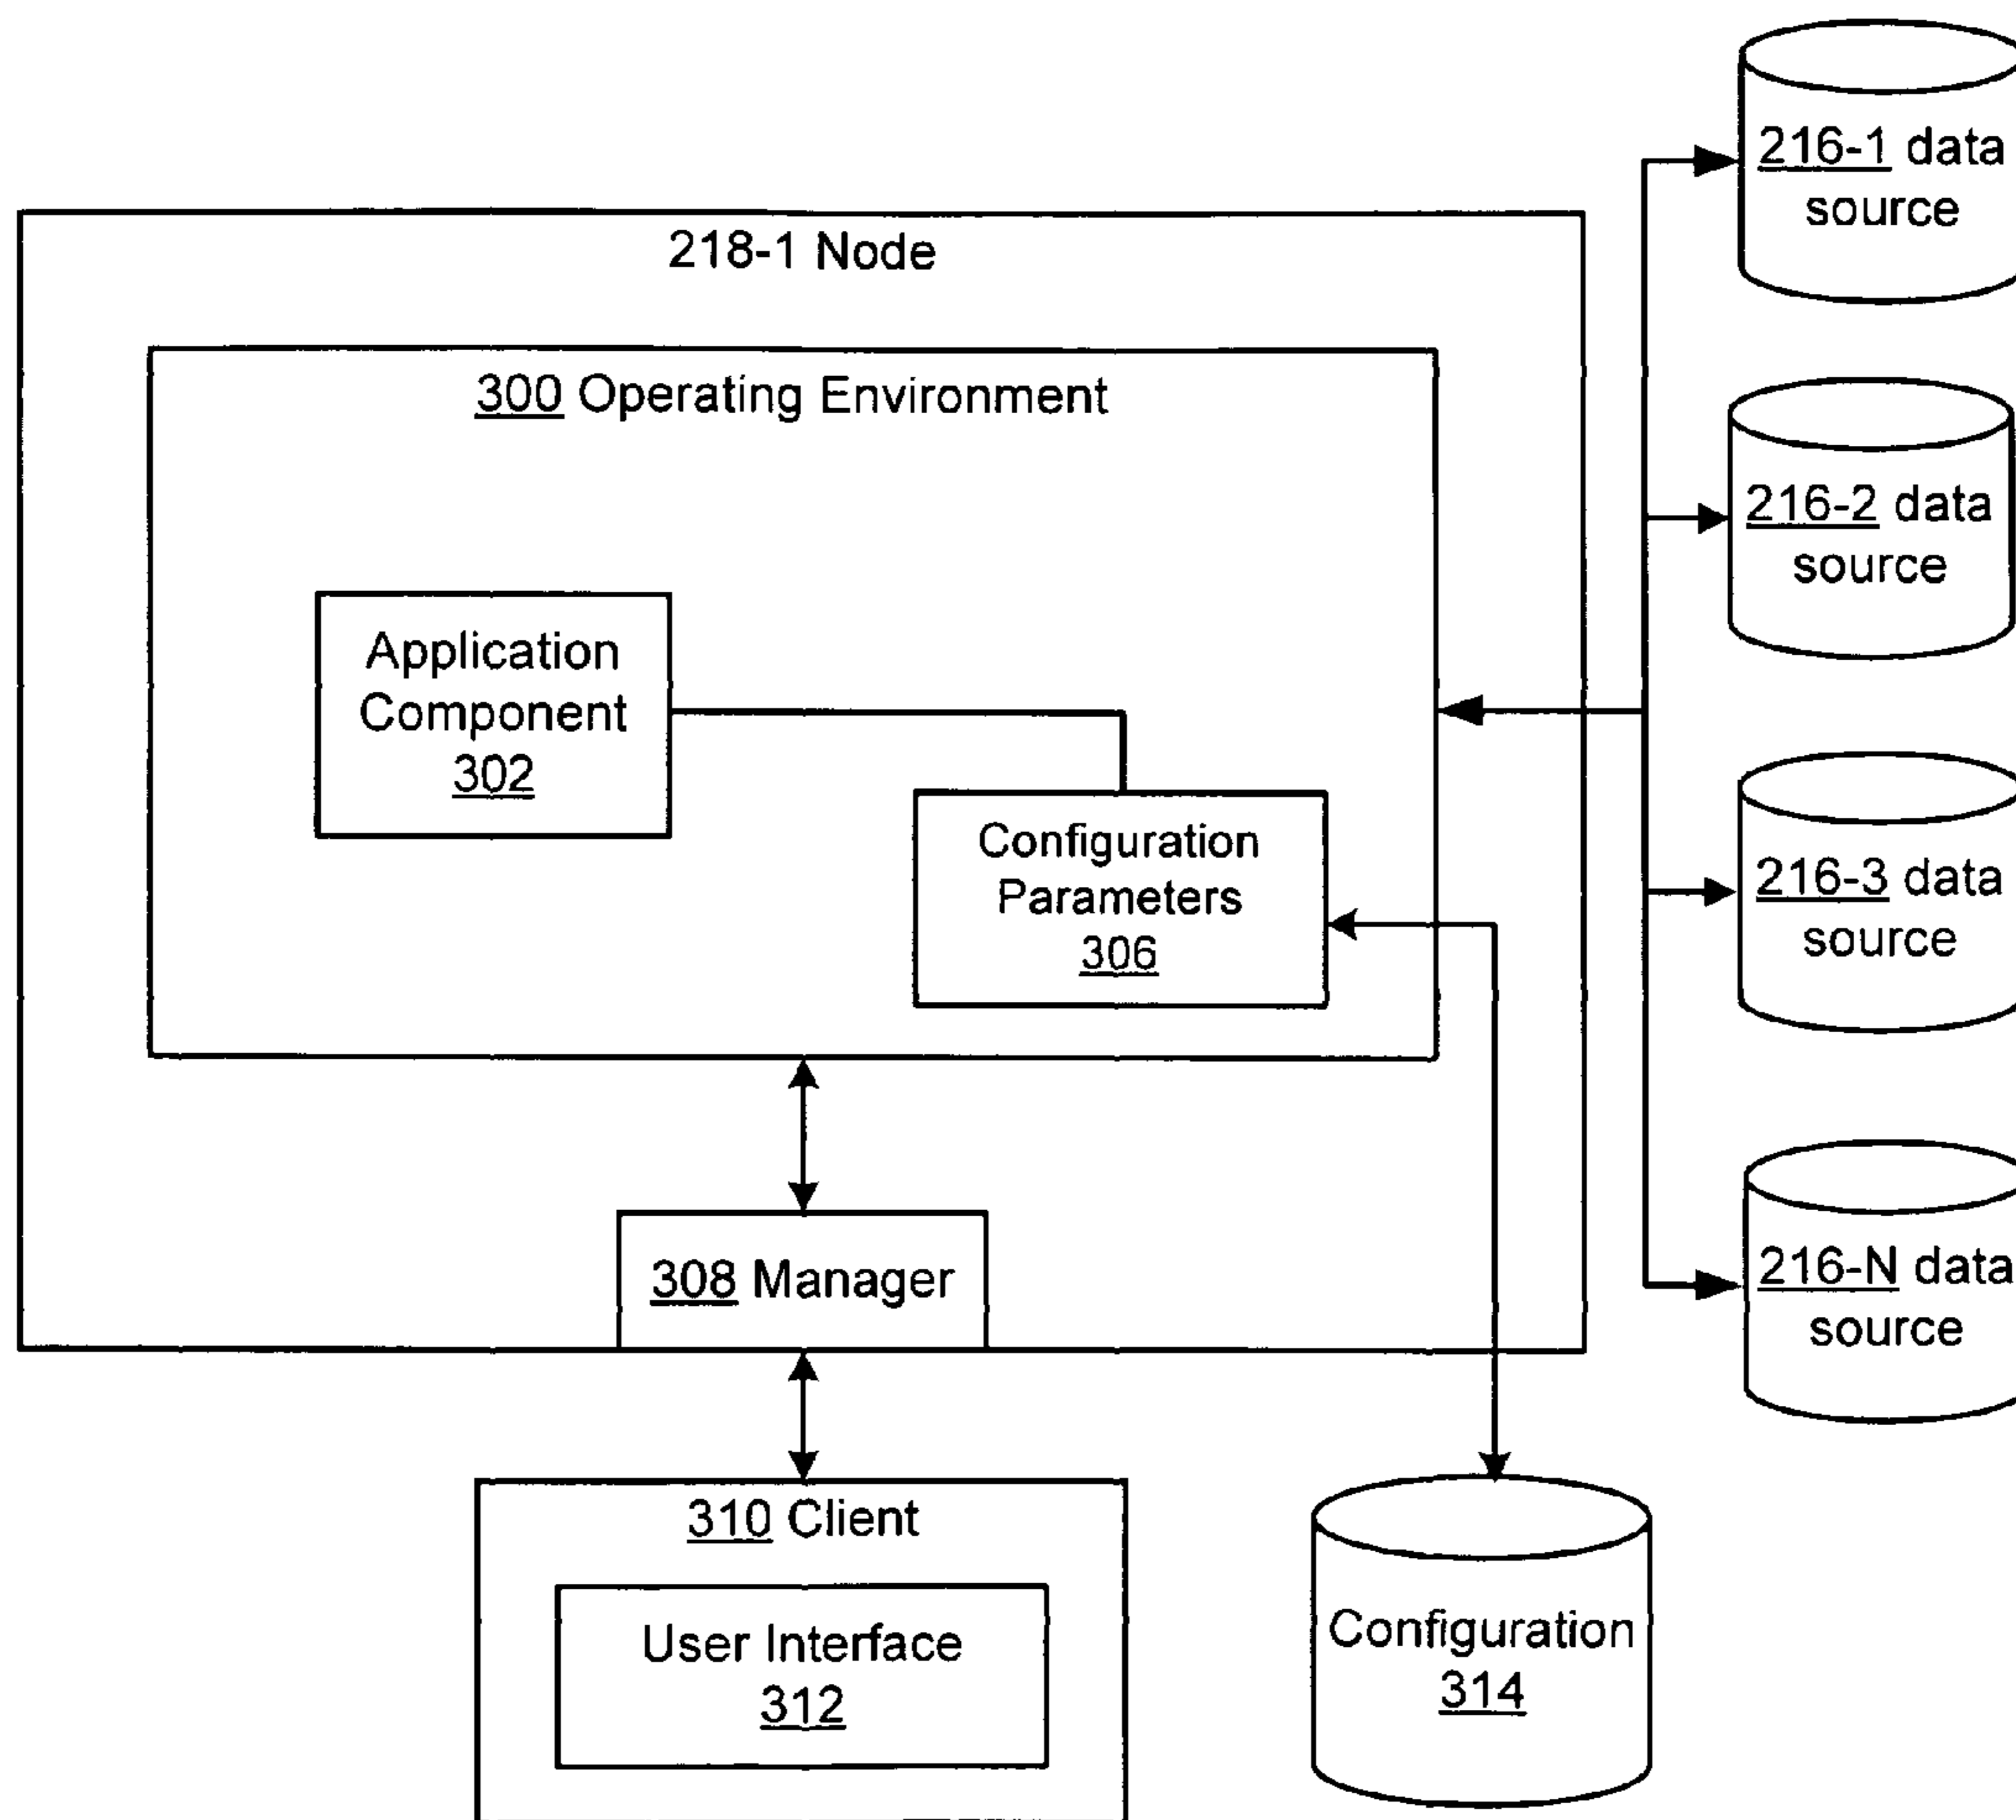 218-1 Node
300 Operating Environment
Application
Component
302
Configuration
Parameters
306
308 Manager
310 Client
User Interface
312
Configuration
314
216-1 data
source
216-2 data
source
216-3 data
source
216-N data
source